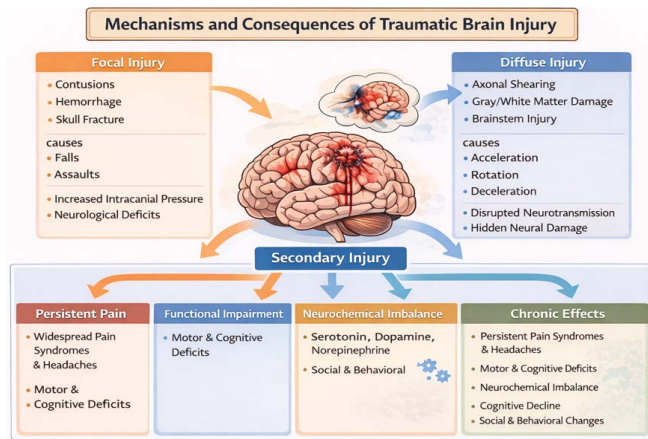 Mechanisms and Consequences of Traumatic Brain Injury
Focal Injury
• Contusions
• Hemorrhage
• Skull Fracture
causes
• Falls
• Assaults
• Increased Intracanial Pressure
• Neurological Deficits
Diffuse Injury
• Axonal Shearing
• Gray/White Matter Damage
• Brainstem Injury
causes
• Acceleration
• Rotation
• Deceleration
• Disrupted Neurotransmission
• Hidden Neural Damage
Secondary Injury
Persistent Pain
• Widespread Pain
Syndromes
& Headaches
• Motor &
• Cognitive Deficits
Functional Impairment
• Motor & Cognitive
Deficits
Neurochemical Imbalance
• Serotonin, Dopamine,
Norepinephrine
• Social & Behavioral
Chronic Effects
• Persistent Pain Syndromes
& Headaches
• Motor & Cognitive Deficits
• Neurochemical Imbalance
• Cognitive Decline
• Social & Behavioral Changes